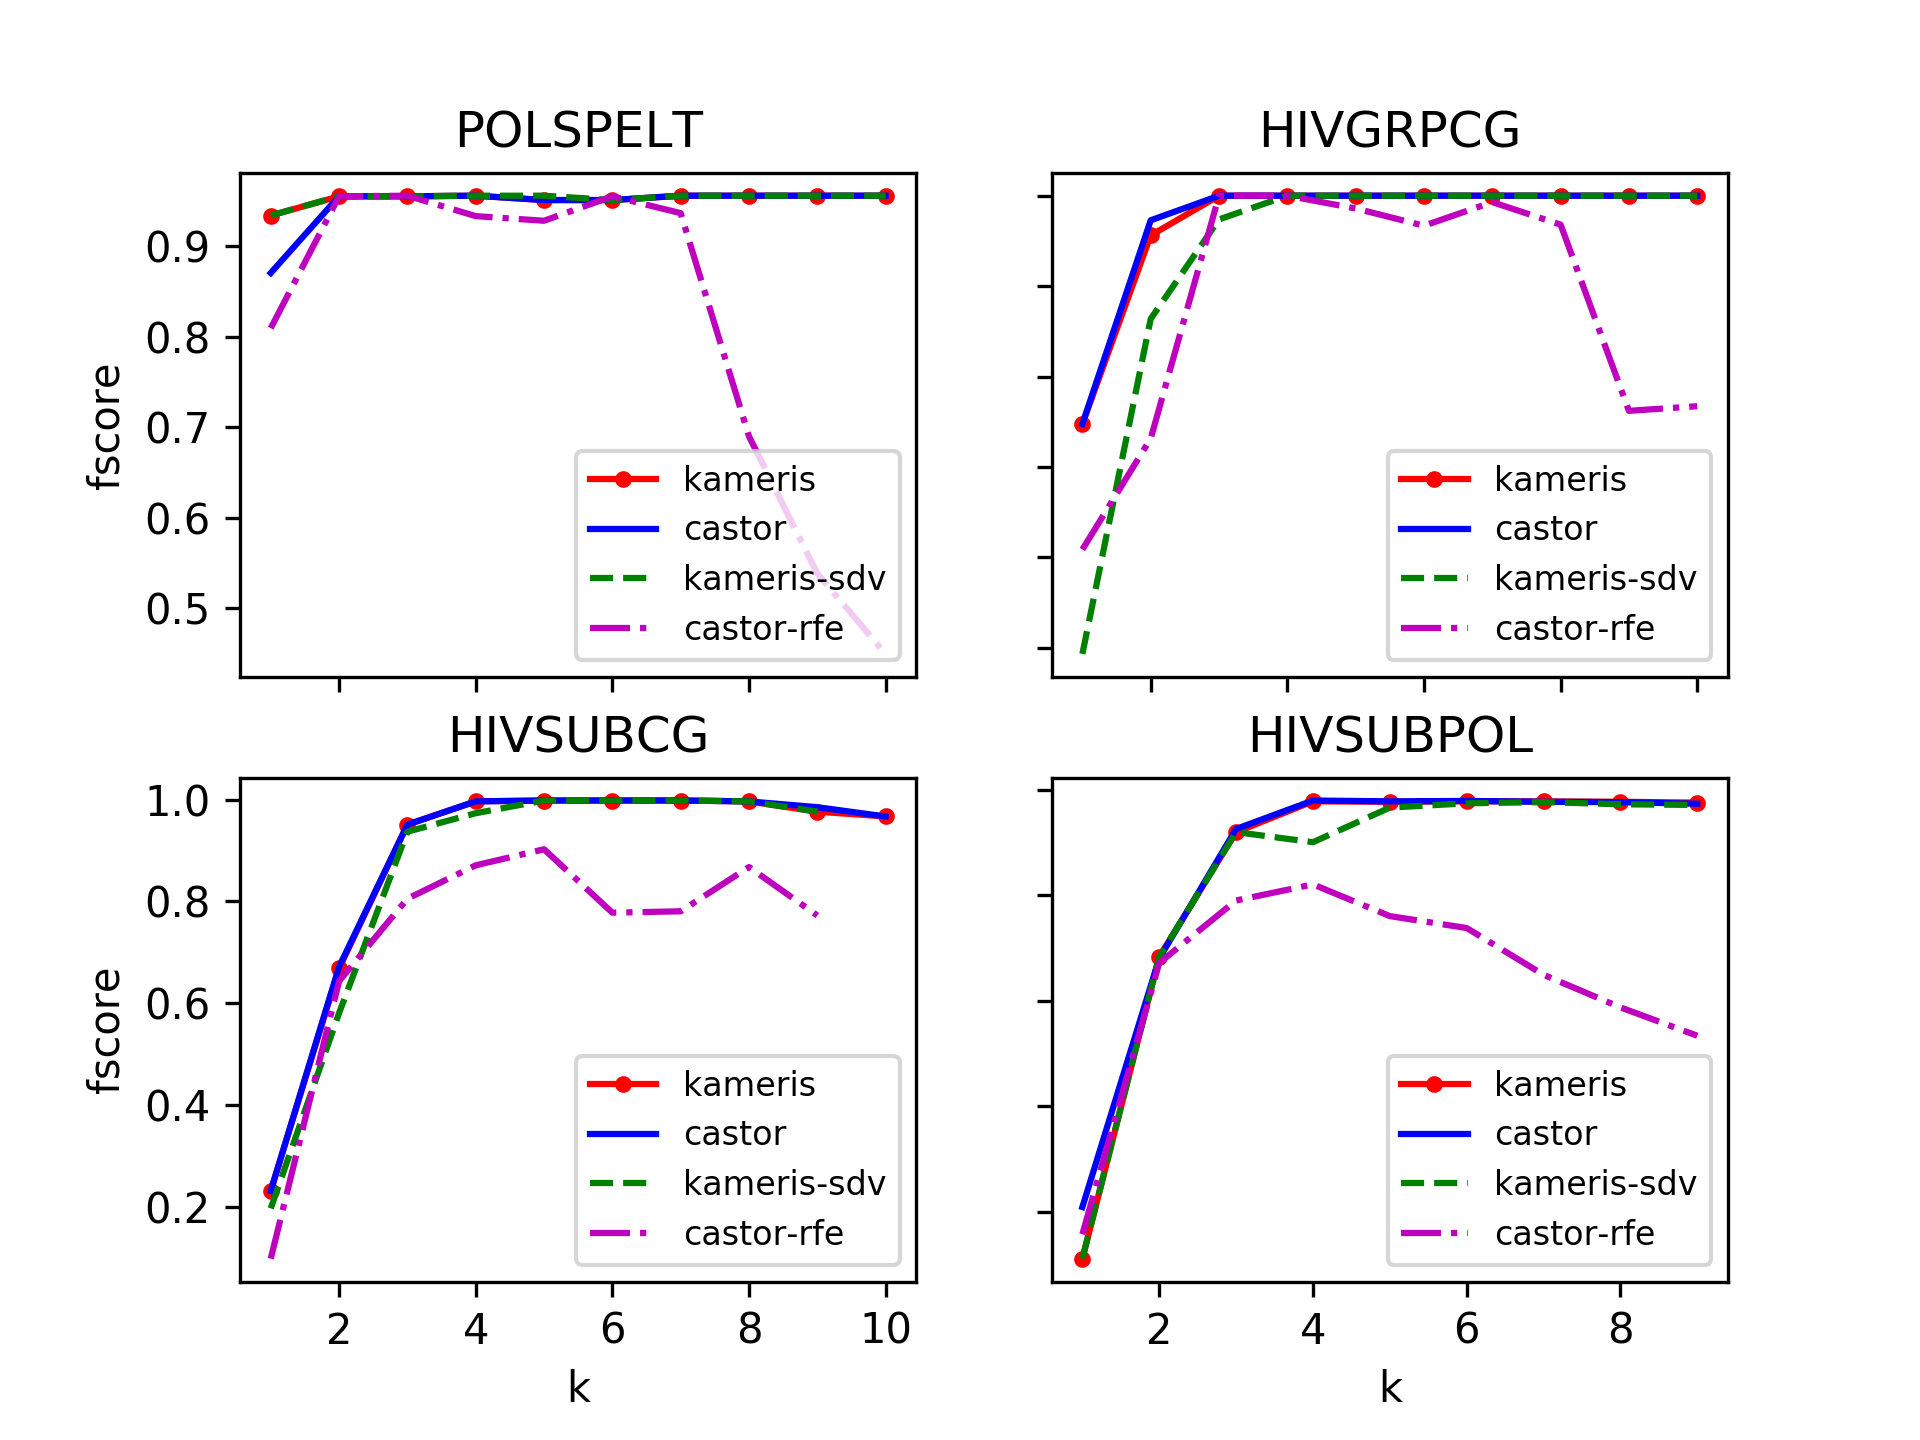 POLSPELT
fscore
0.9
0.8
0.7
0.6
0.5
kameris
castor
kameris-sdv
castor-rfe
HIVGRPCG
kameris
castor
kameris-sdv
castor-rfe
HIVSUBCG
fscore
1.0
0.8
0.6
0.4
0.2
kameris
castor
kameris-sdv
castor-rfe
2 4 6 8 10
k
HIVSUBPOL
kameris
castor
kameris-sdv
castor-rfe
2 4 6 8
k